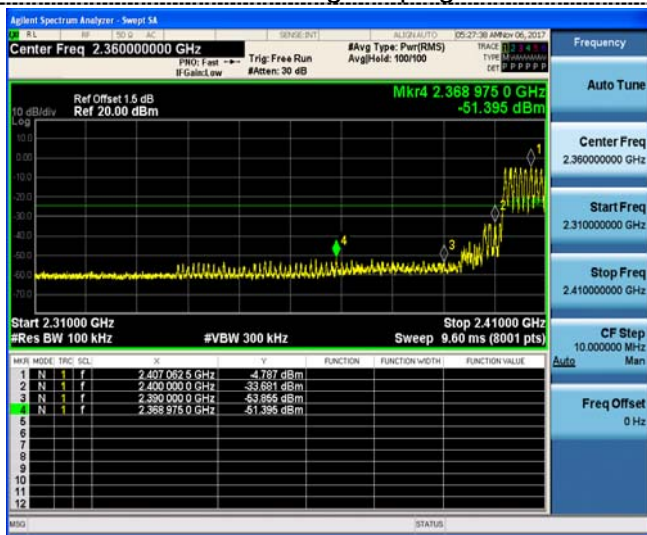 Agilent Spectrum Analyzer - Swept SA
RL RF 50 Ω AC SENSE:INT ALIGN AUTO 05:27:38 AM Nov 06, 2017
Center Freq 2.360000000 GHz
PNO: Fast Trig: Free Run
IFGain:Low #Atten: 30 dB
#Avg Type: Pwr(RMS)
Avg|Hold: 100/100
TRACE 1 2 3 4 5 6
TYPE
DET P P P P P P
Mkr4 2.368 975 0 GHz
-51.395 dBm
Ref Offset 1.5 dB
10 dB/div Ref 20.00 dBm
Log
10.0
0.00
-10.0
-20.0
-30.0
-40.0
-50.0
-60.0
-70.0
1
2
3
4
Start 2.31000 GHz Stop 2.41000 GHz
#Res BW 100 kHz #VBW 300 kHz Sweep 9.60 ms (8001 pts)
MKR MODE TRC SCL X Y FUNCTION FUNCTION WIDTH FUNCTION VALUE
1 N 1 f 2.407 062 5 GHz -4.787 dBm
2 N 1 f 2.400 000 0 GHz -33.681 dBm
3 N 1 f 2.390 000 0 GHz -53.855 dBm
4 N 1 f 2.368 975 0 GHz -51.395 dBm
5
6
7
8
9
10
11
12
MSG STATUS
Frequency
Auto Tune
Center Freq
2.360000000 GHz
Start Freq
2.310000000 GHz
Stop Freq
2.410000000 GHz
CF Step
10.000000 MHz
Auto Man
Freq Offset
0 Hz